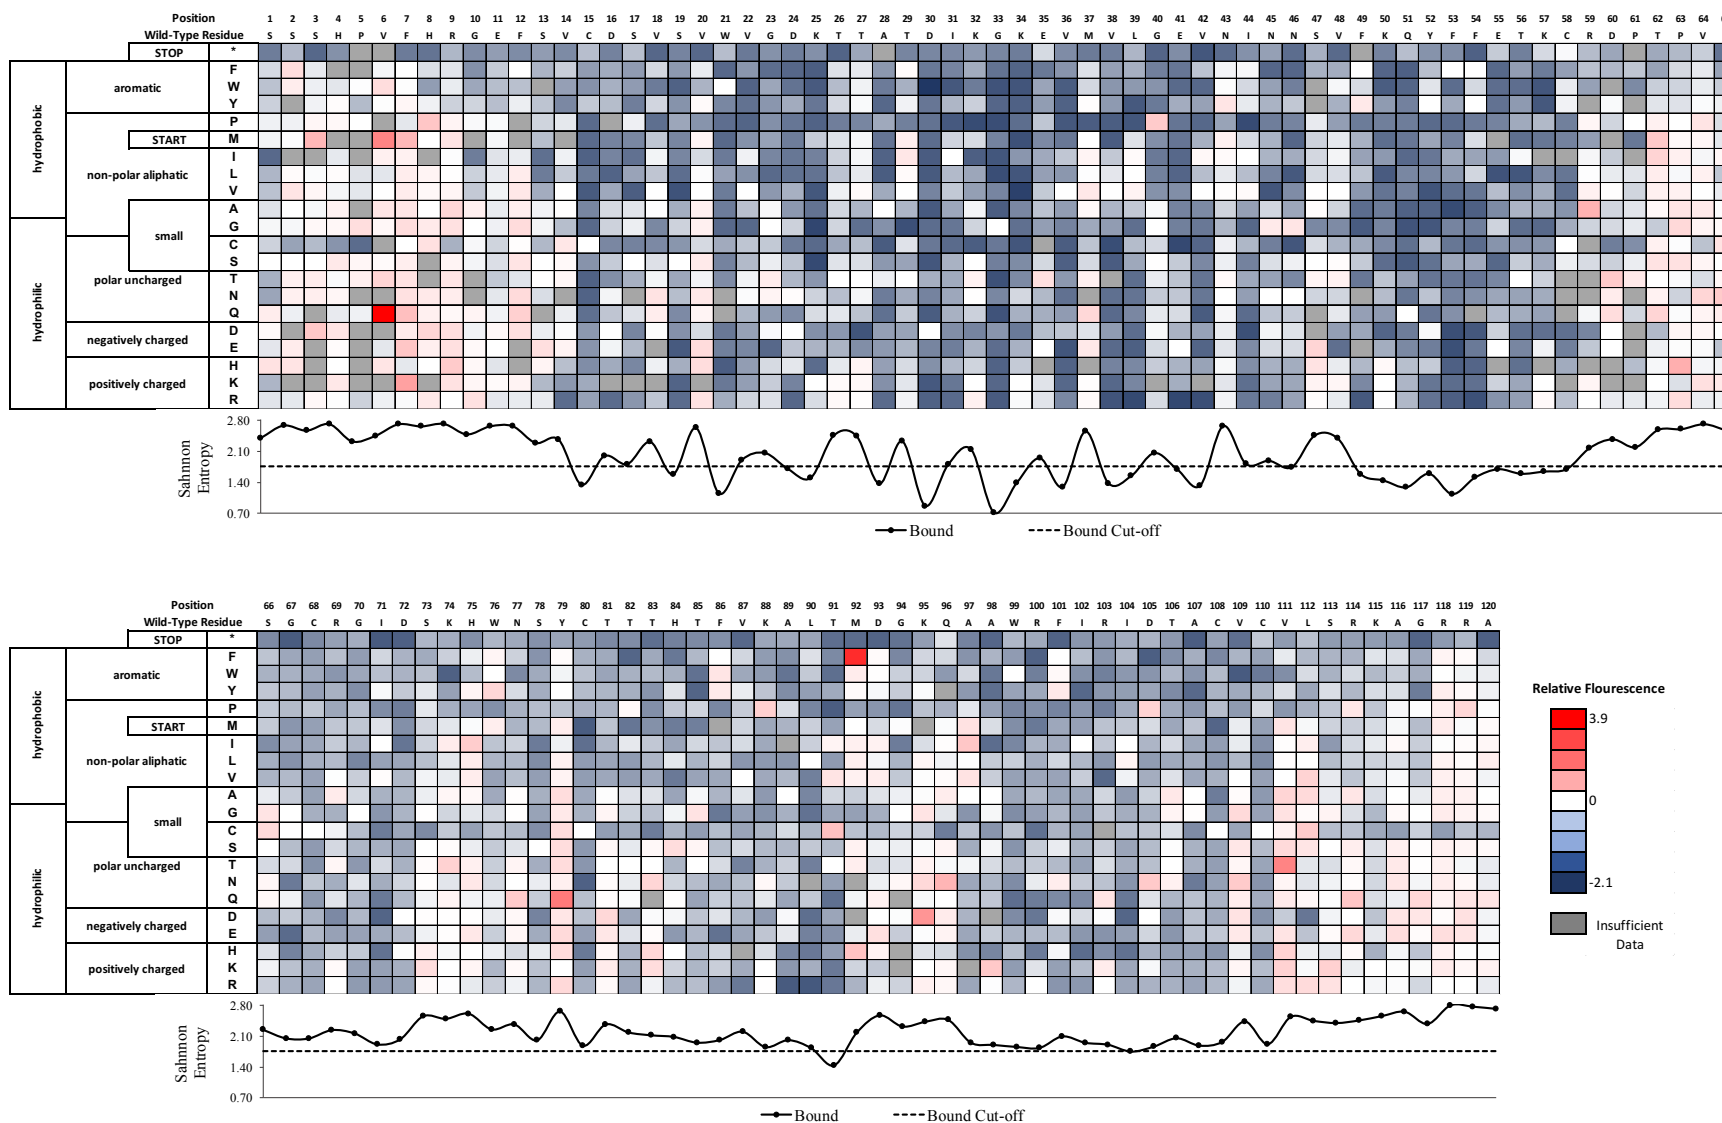 Position 1 2 3 4 5 6 7 8 9 10 11 12 13 14 15 16 17 18 19 20 21 22 23 24 25 26 27 28 29 30 31 32 33 34 35 36 37 38 39 40 41 42 43 44 45 46 47 48 49 50 51 52 53 54 55 56 57 58 59 60 61 62 63 64
Wild-Type Residue S S S H P V F H R G E F S V C D S V S V W V G D K T T A T D I K G K E V M V L G E V N I N N S V F K Q Y F F E T K C R D P T P V
STOP *
hydrophobic
aromatic
F
W
Y
non-polar aliphatic
P
START M
I
L
V
small
A
G
hydrophilic
polar uncharged
C
S
T
N
Q
negatively charged
D
E
positively charged
H
K
R
Sahnnon
Entropy
2.80
2.10
1.40
0.70
Bound Bound Cut-off
Position 66 67 68 69 70 71 72 73 74 75 76 77 78 79 80 81 82 83 84 85 86 87 88 89 90 91 92 93 94 95 96 97 98 99 100 101 102 103 104 105 106 107 108 109 110 111 112 113 114 115 116 117 118 119 120
Wild-Type Residue S G C R G I D S K H W N S Y C T T T H T F V K A L T M D G K Q A A W R F I R I D T A C V C V L S R K A G R R A
STOP *
hydrophobic
aromatic
F
W
Y
non-polar aliphatic
P
START M
I
L
V
small
A
G
hydrophilic
polar uncharged
C
S
T
N
Q
negatively charged
D
E
positively charged
H
K
R
Relative Flourescence
3.9
0
-2.1
Insufficient
Data
Sahnnon
Entropy
2.80
2.10
1.40
0.70
Bound Bound Cut-off